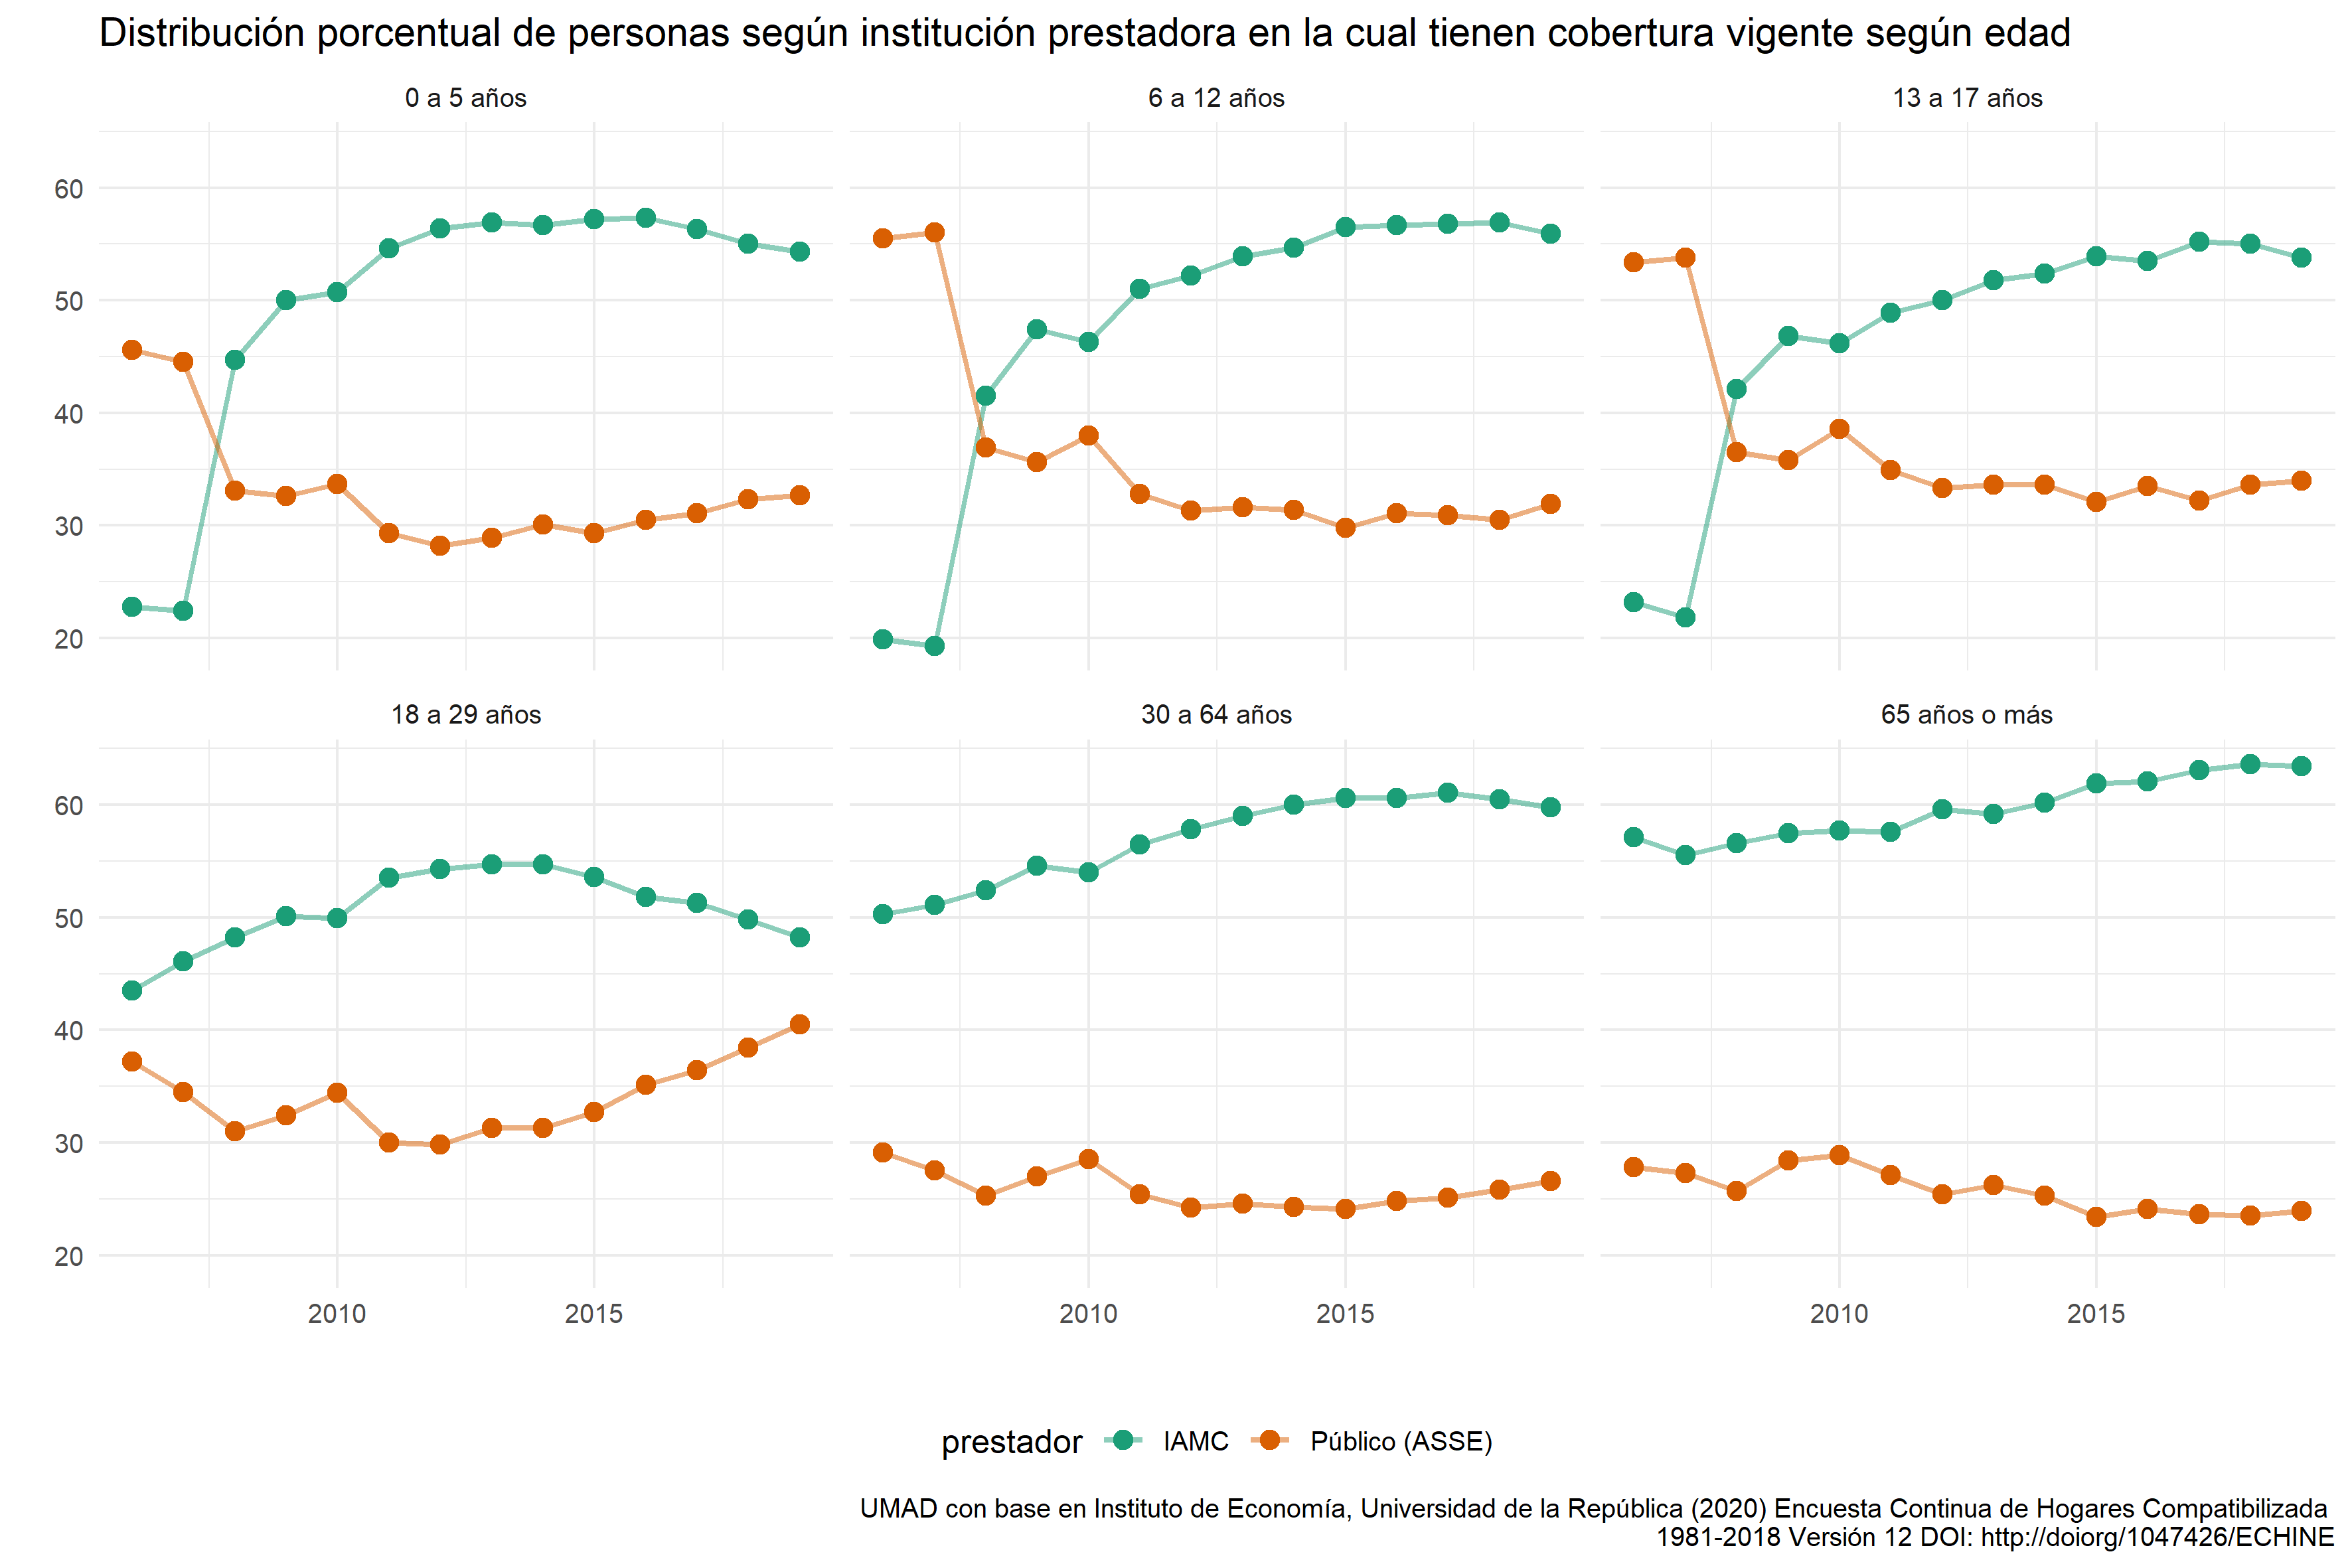 Distribución porcentual de personas según institución prestadora en la cual tienen cobertura vigente según edad
0 a 5 años
6 a 12 años
13 a 17 años
60
50
40
30
20
18 a 29 años
30 a 64 años
65 años o más
60
50
40
30
20
2010
2015
2010
2015
2010
2015
prestador IAMC Público (ASSE)
UMAD con base en Instituto de Economía, Universidad de la República (2020) Encuesta Continua de Hogares Compatibilizada
1981-2018 Versión 12 DOI: http://doiorg/1047426/ECHINE